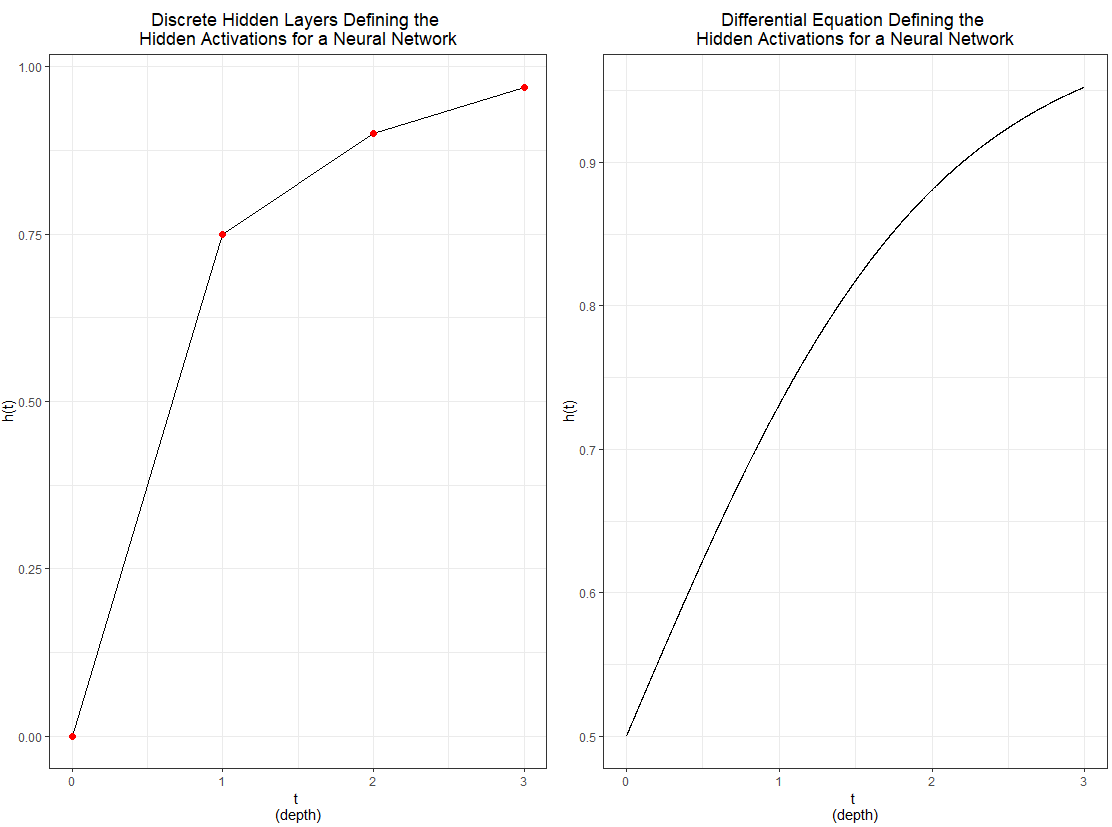 Discrete Hidden Layers Defining the
Hidden Activations for a Neural Network
h(t)
1.00
0.75
0.50
0.25
0.00
0
1
2
3
t
(depth)
Differential Equation Defining the
Hidden Activations for a Neural Network
h(t)
0.9
0.8
0.7
0.6
0.5
0
1
2
3
t
(depth)